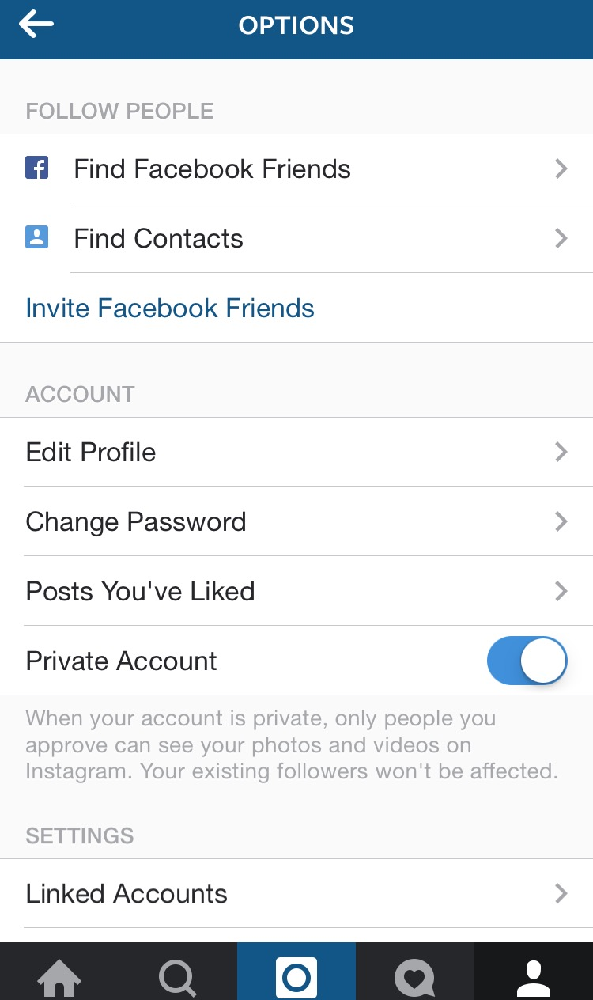 OPTIONS
FOLLOW PEOPLE
Find Facebook Friends
Find Contacts
Invite Facebook Friends
ACCOUNT
Edit Profile
Change Password
Posts You've Liked
Private Account
When your account is private, only people you
approve can see your photos and videos on
Instagram. Your existing followers won't be affected.
SETTINGS
Linked Accounts